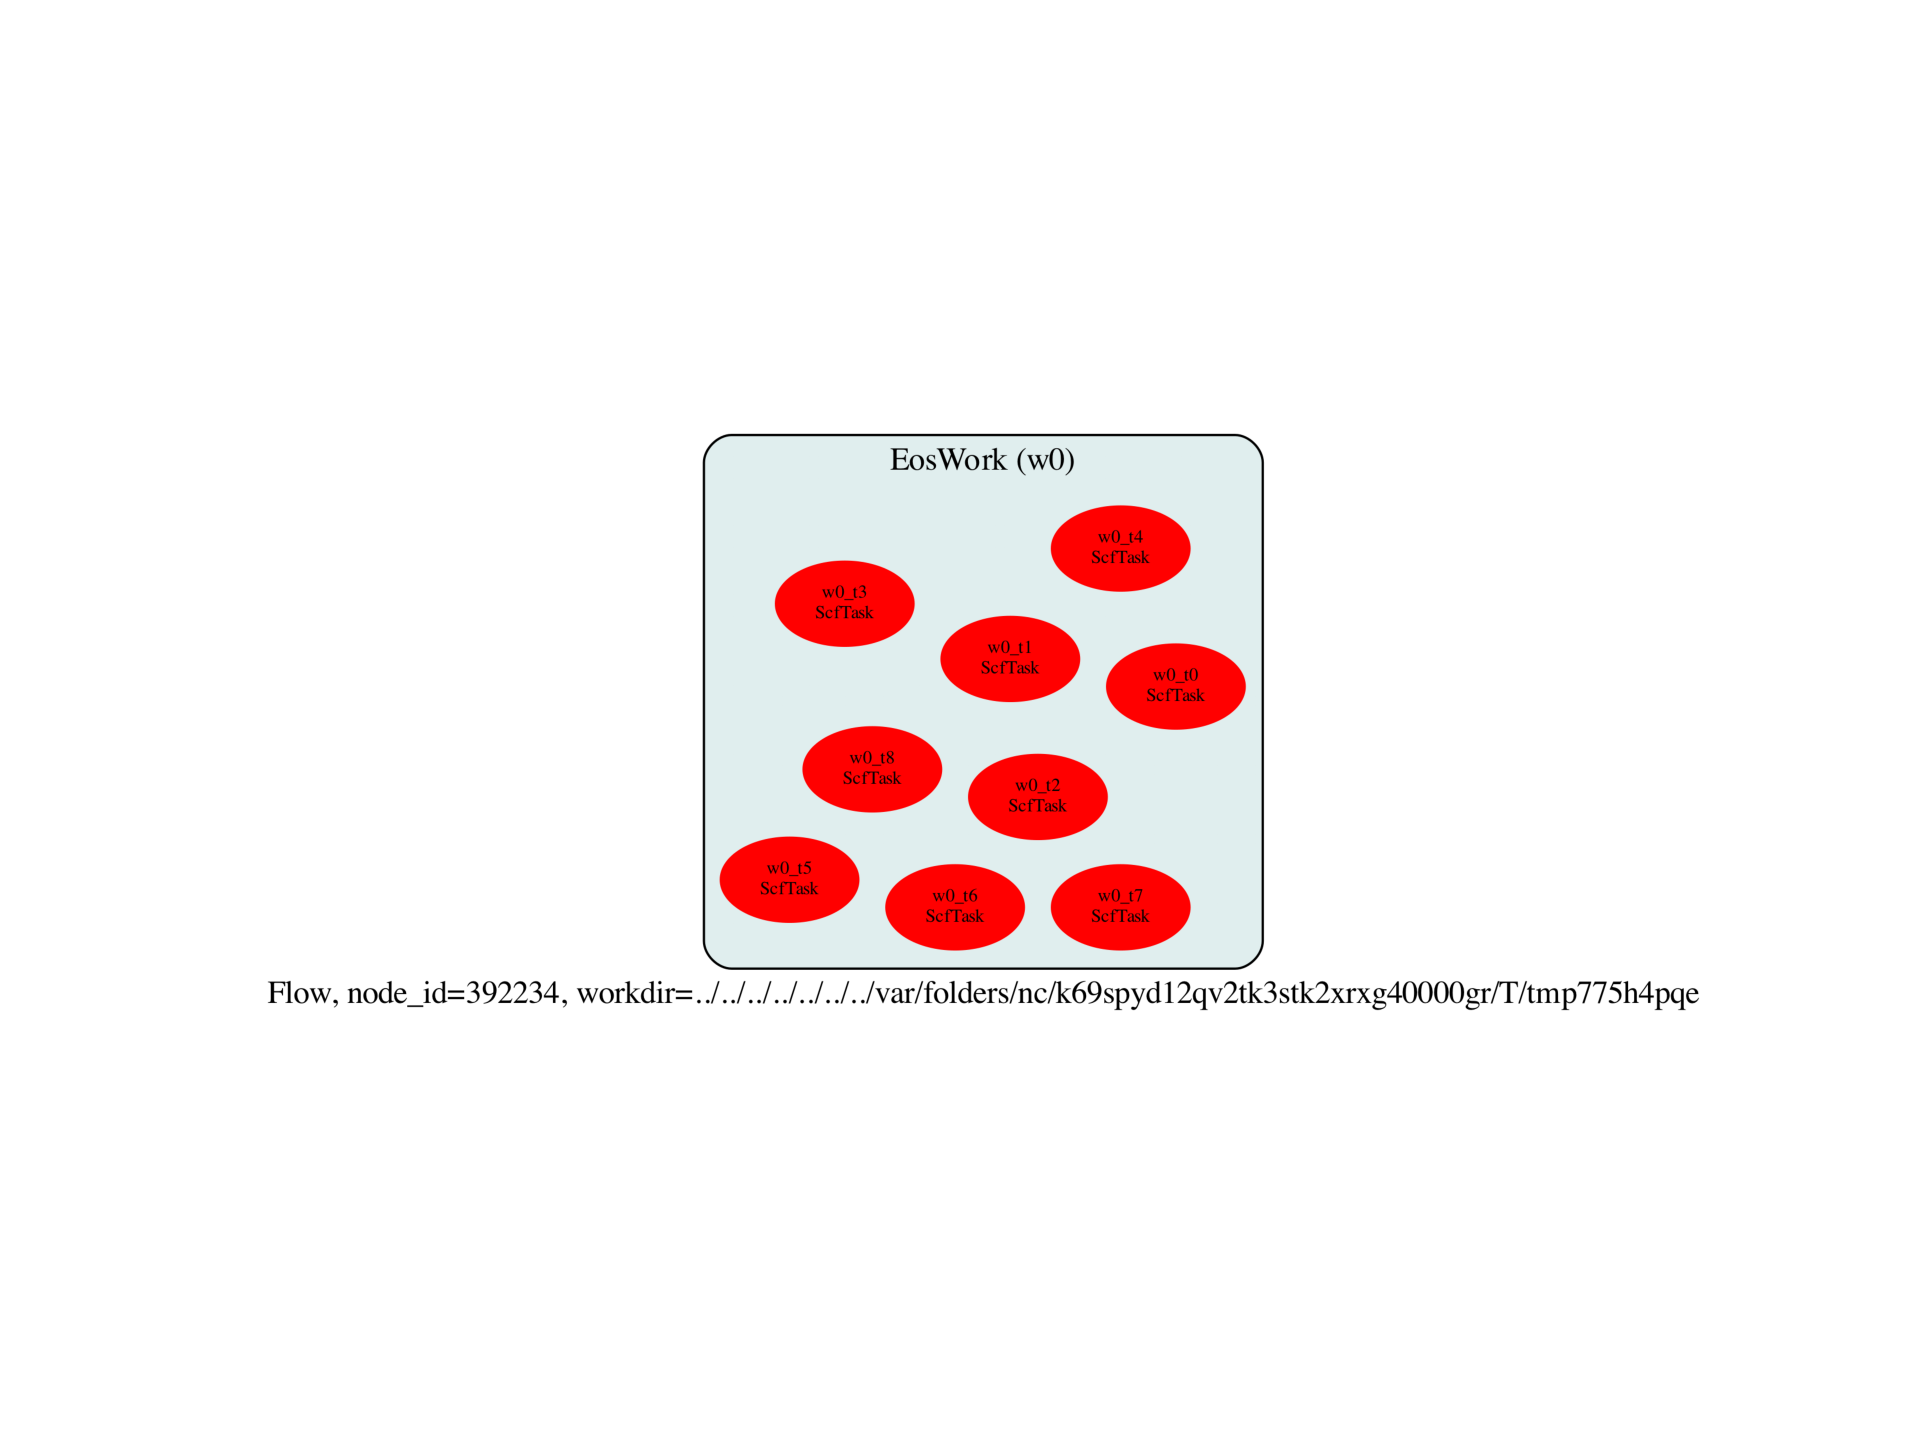 EosWork (w0)
w0_t4
ScfTask
w0_t3
ScfTask
w0_t1
ScfTask
w0_t0
ScfTask
w0_t8
ScfTask
w0_t2
ScfTask
w0_t5
ScfTask
w0_t6
ScfTask
w0_t7
ScfTask
Flow, node_id=392234, workdir=../../../../../../../var/folders/nc/k69spyd12qv2tk3stk2xrxg40000gr/T/tmp775h4pqe